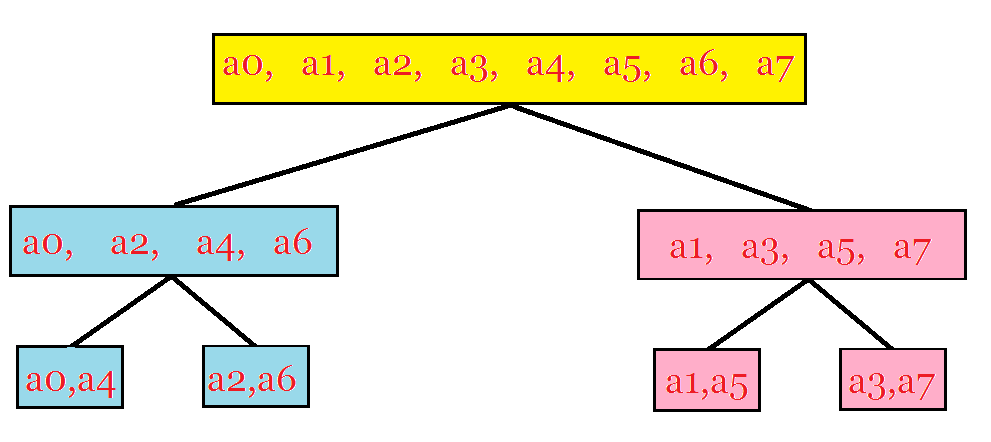 a0, a1, a2, a3, a4, a5, a6, a7
a0, a2, a4, a6
a1, a3, a5, a7
a0,a4
a2,a6
a1,a5
a3,a7